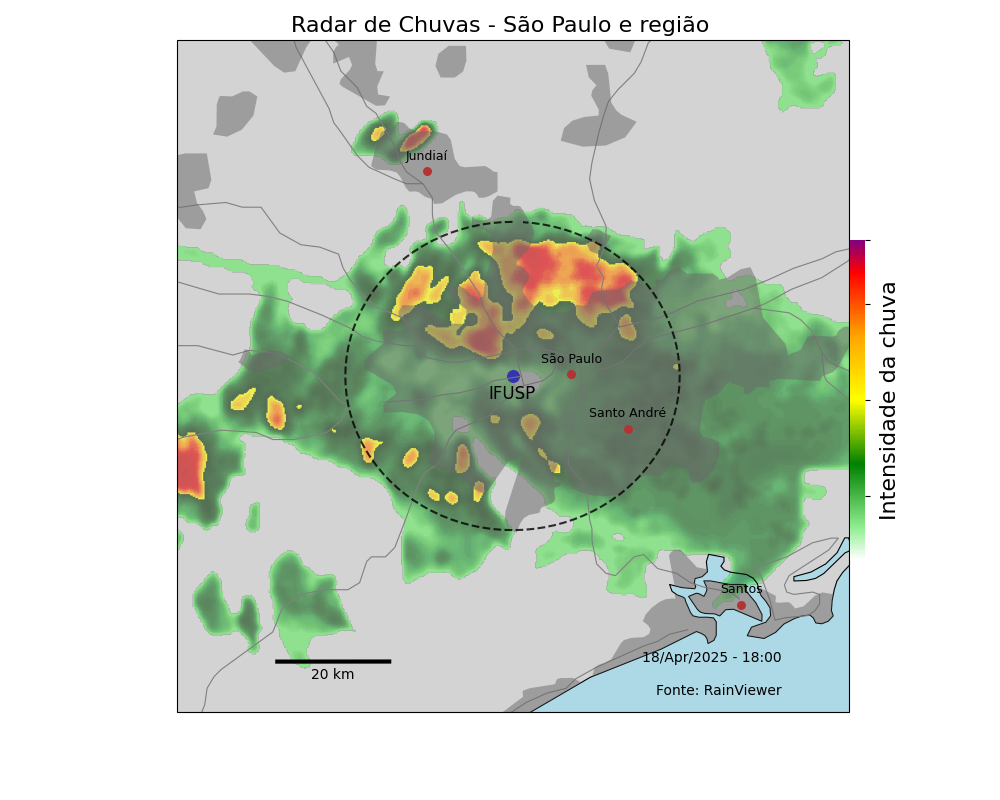 Radar de Chuvas - São Paulo e região
Jundiaí
São Paulo
IFUSP
Santo André
Santos
18/Apr/2025 - 18:00
Fonte: RainViewer
20 km
Intensidade da chuva